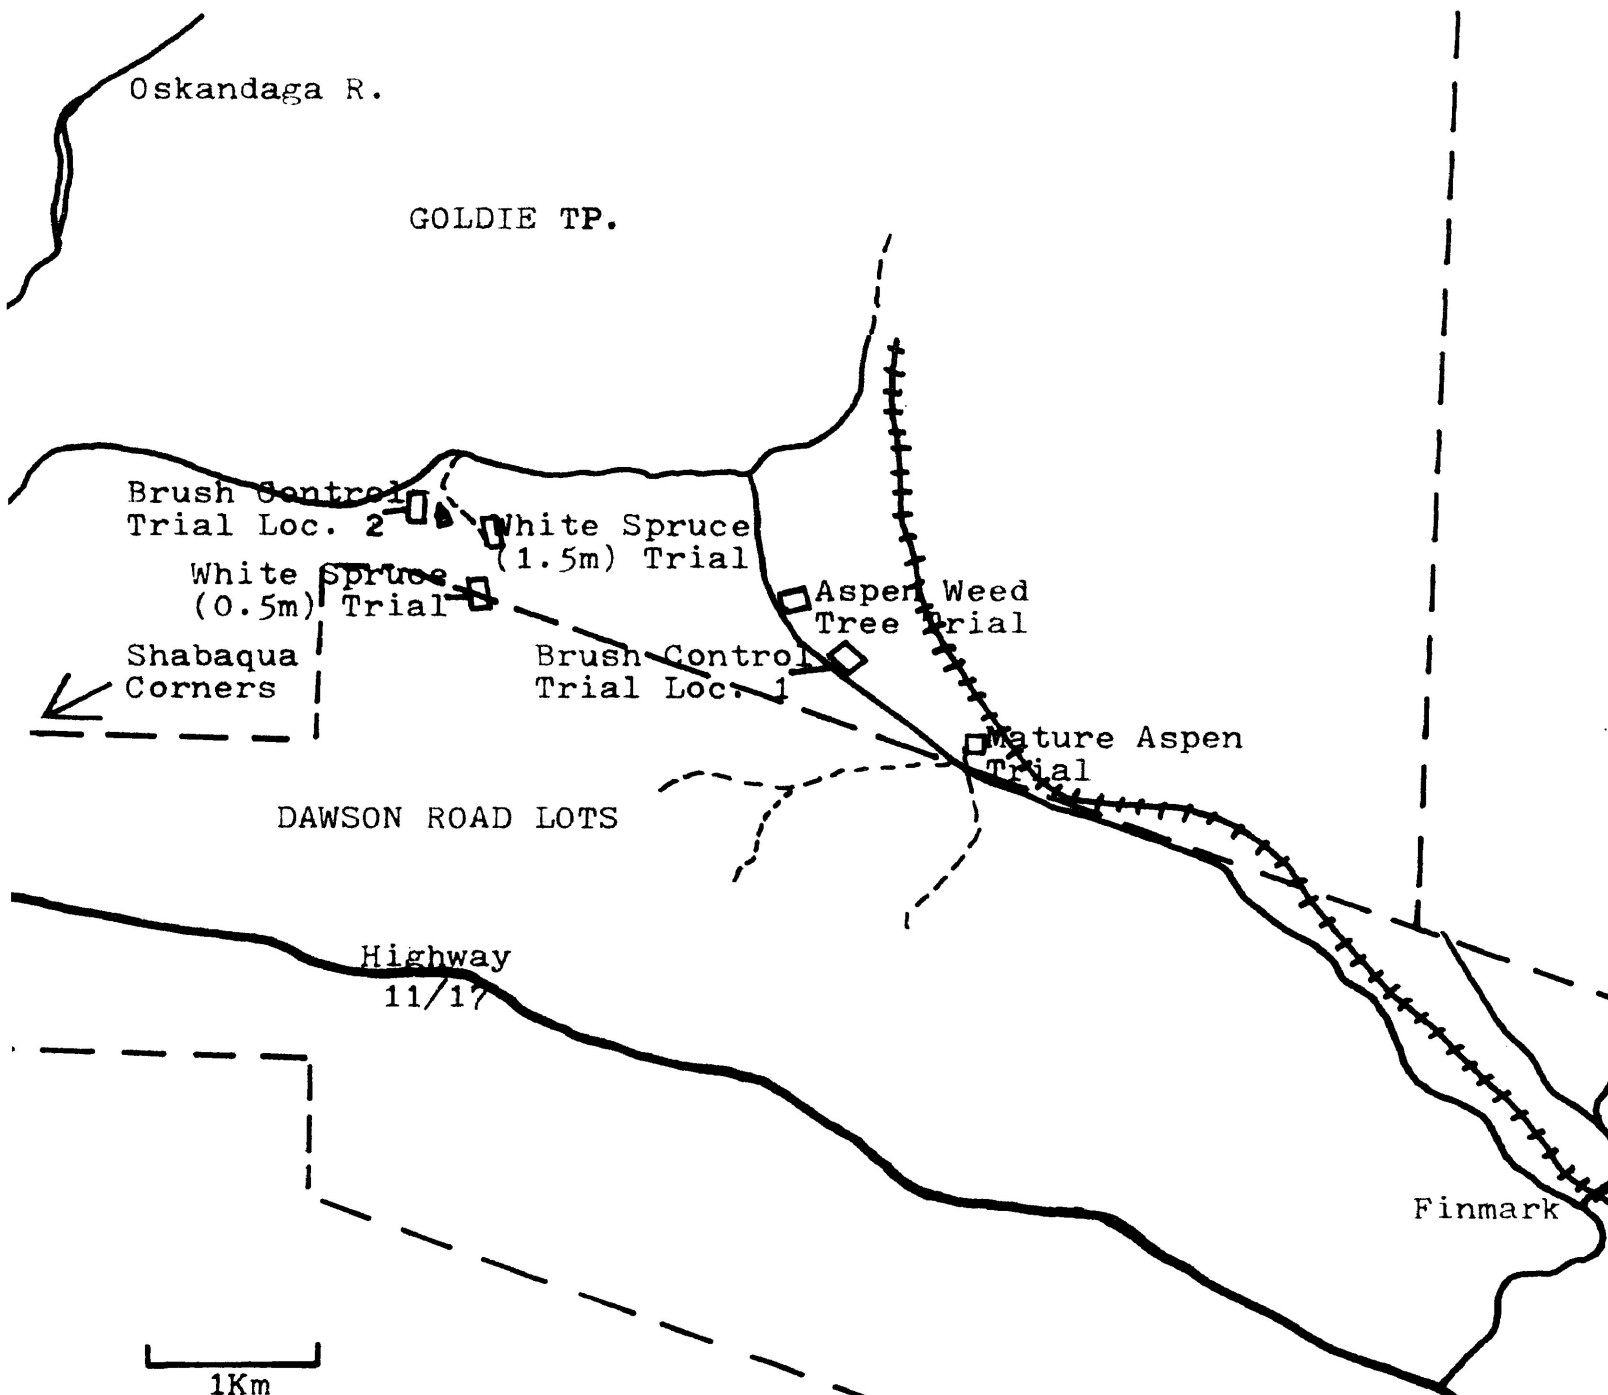 Oskandaga R.
GOLDIE TP.
Brush Control
Trial Loc. 2
White Spruce
(1.5m) Trial
White Spruce
(0.5m) Trial
Aspen Weed
Tree Trial
Shabaqua
Corners
Brush Control
Trial Loc. 1
Mature Aspen
Trial
DAWSON ROAD LOTS
Highway
11/17
Finmark
1Km